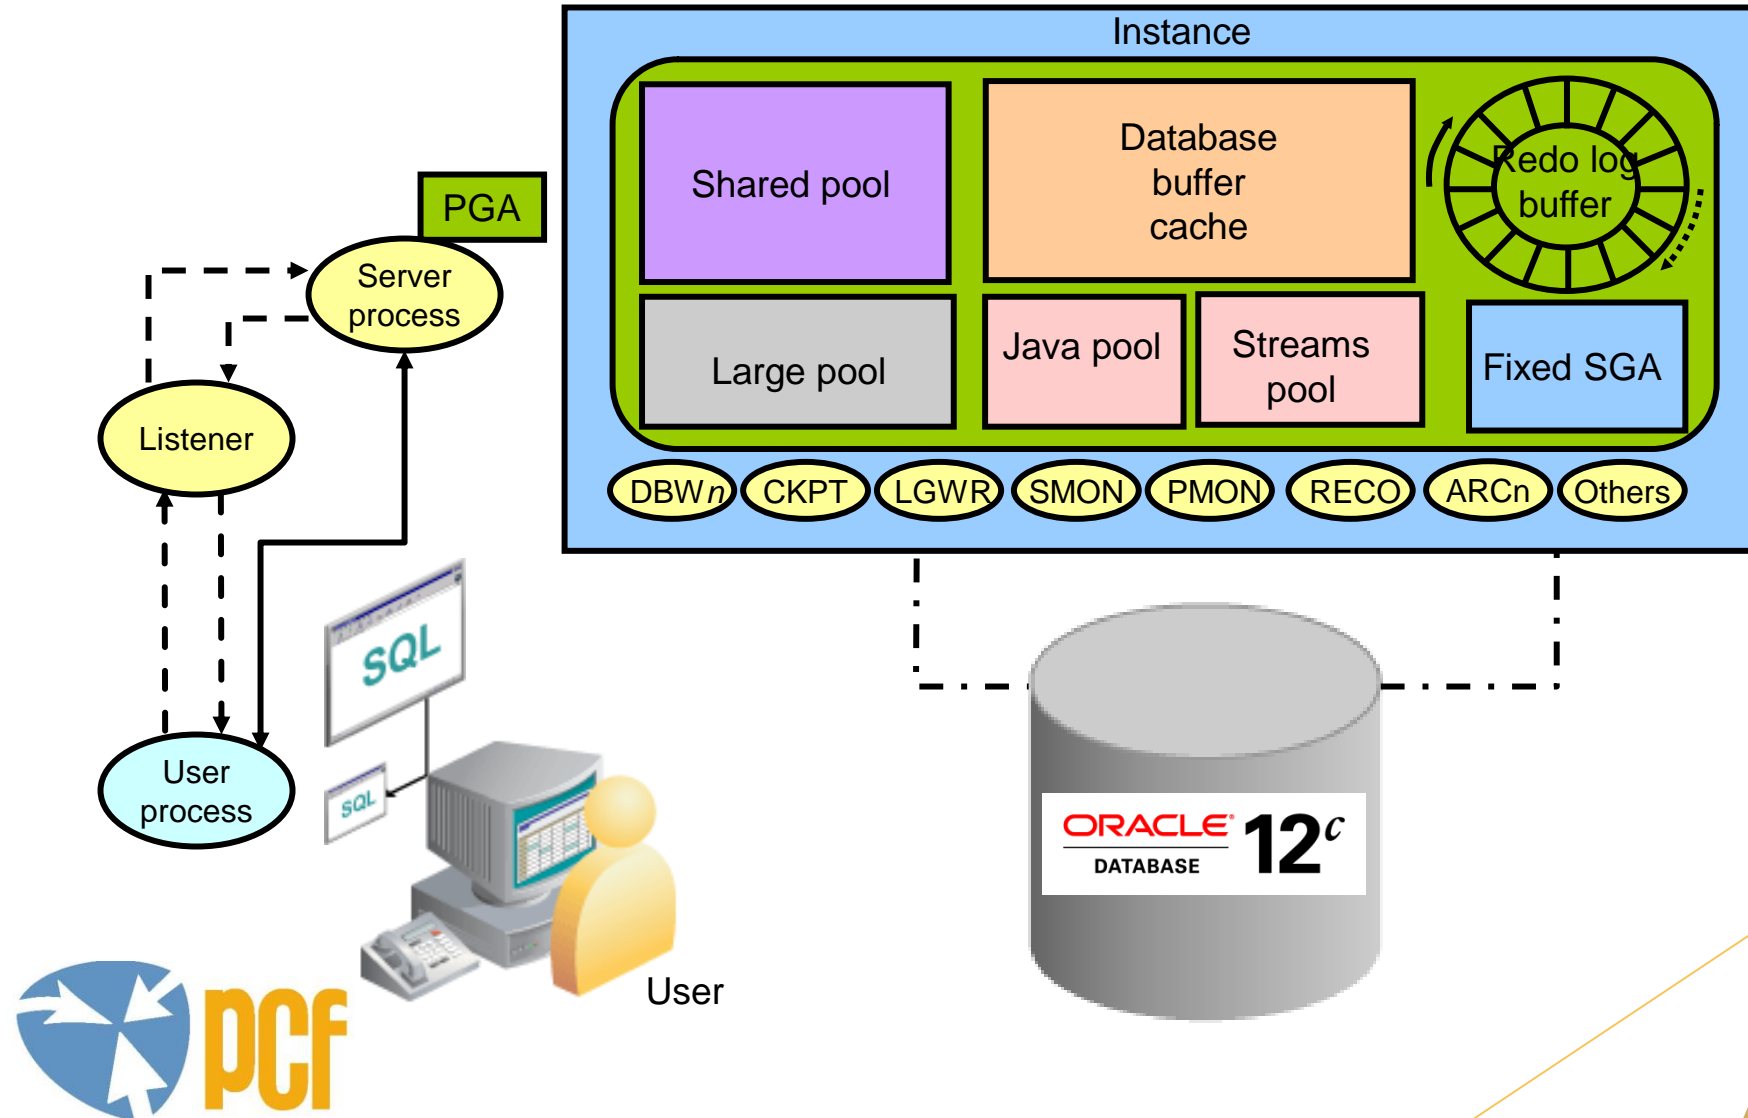 Instance
Shared pool
Database
buffer
cache
Redo log
buffer
PGA
Server
process
Large pool
Java pool
Streams
pool
Fixed SGA
Listener
DBWn
CKPT
LGWR
SMON
PMON
RECO
ARCn
Others
SQL
SQL
User
process
ORACLE
DATABASE
12c
User
pcf